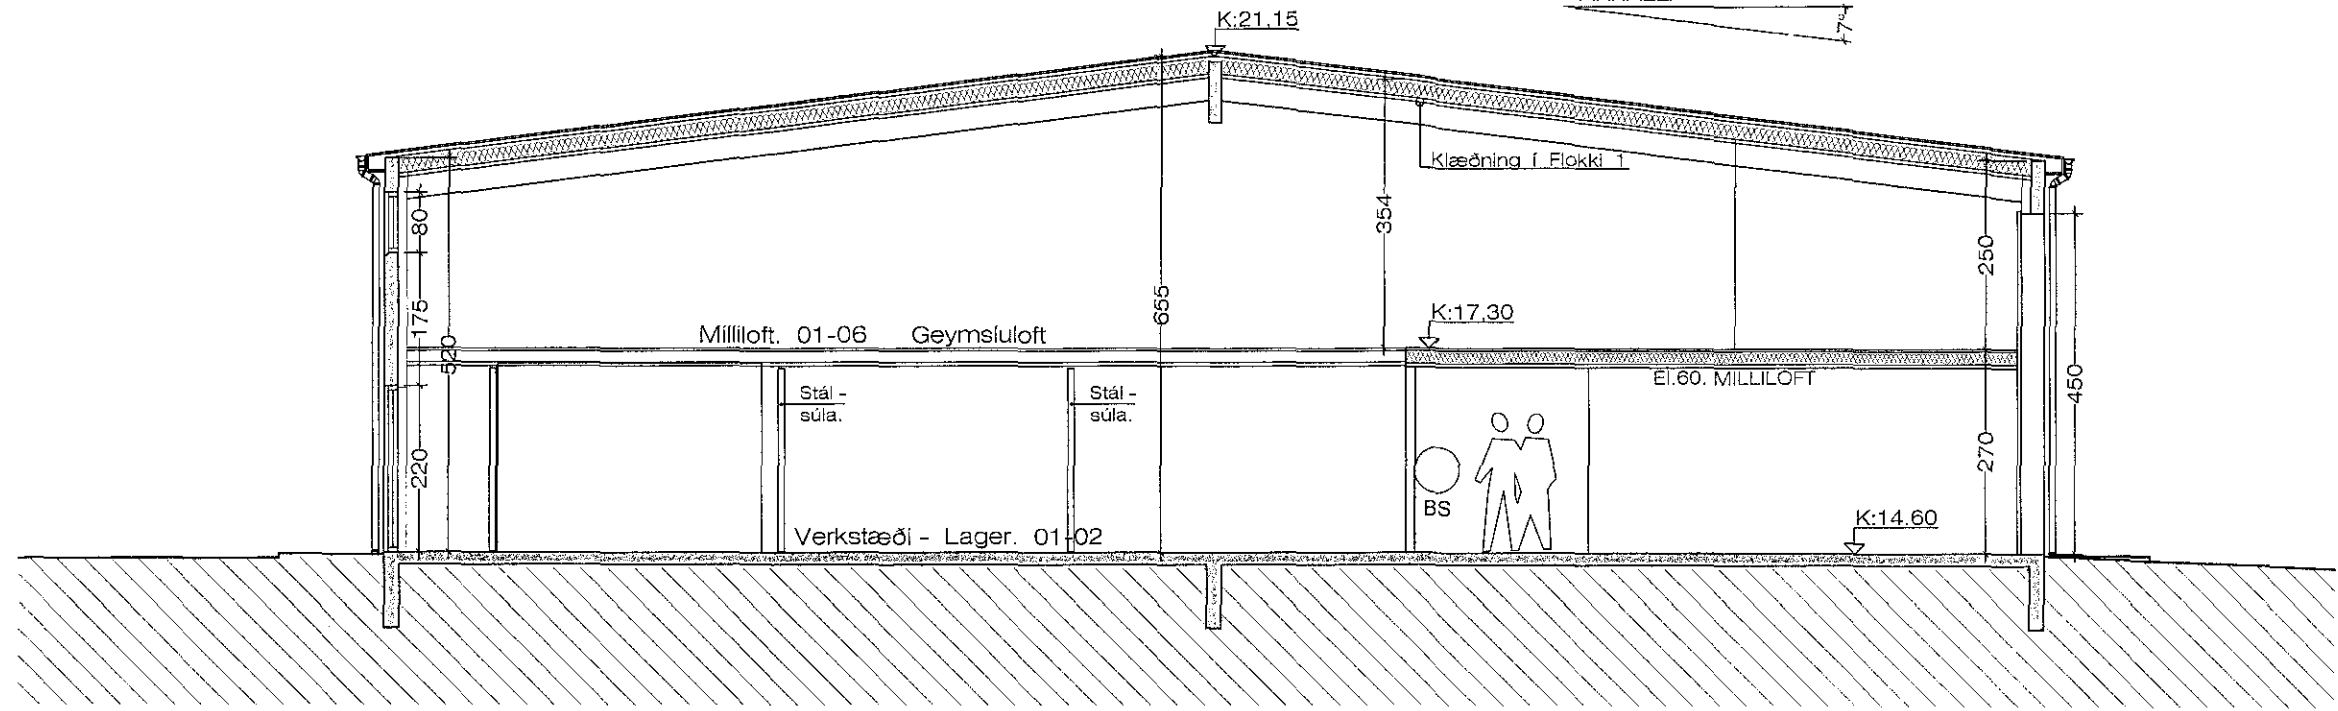 K:21,15
7°
Klæðning í Flokki 1
80
354
250
175
655
K:17,30
Milliloft. 01-06 Geymsluloft
520
EI.60. MILLILOFT
450
Stál -
súla.
Stál -
súla.
220
270
BS
K:14.60
Verkstæði - Lager. 01-02